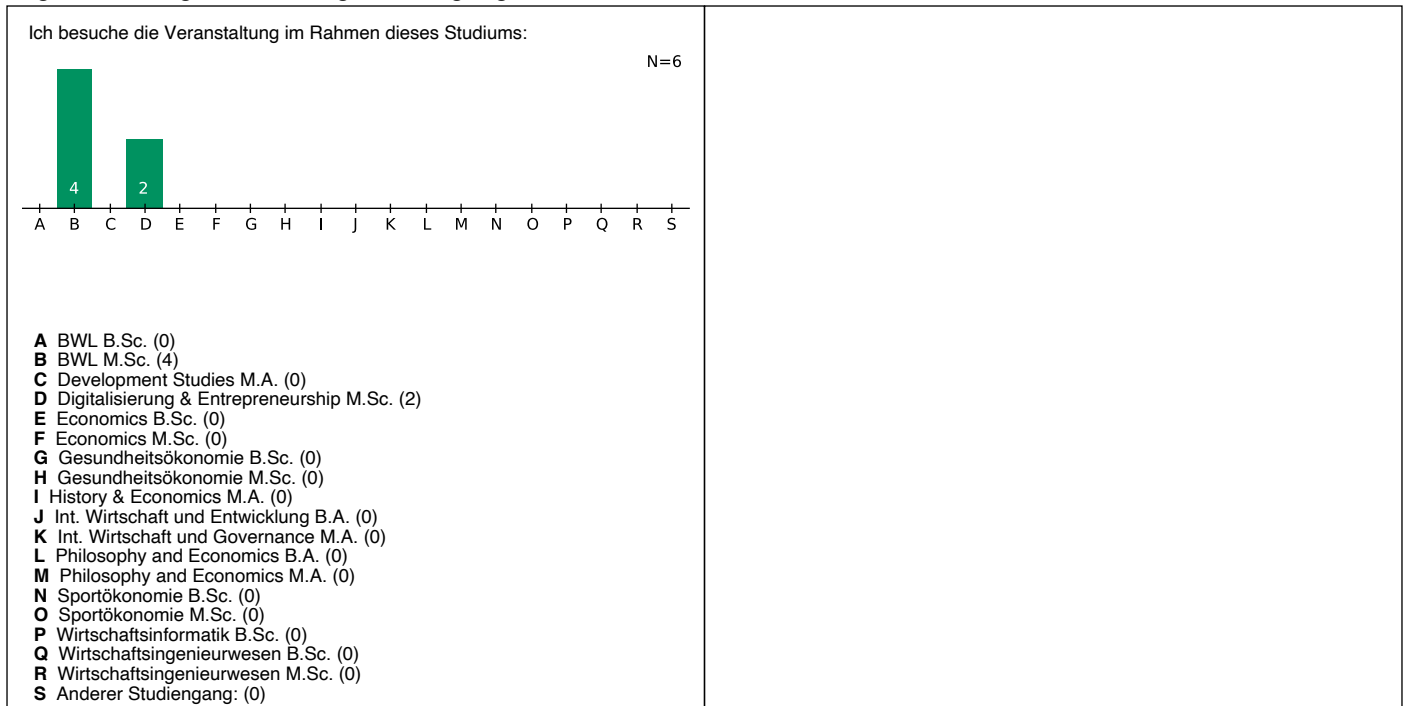 Ich besuche die Veranstaltung im Rahmen dieses Studiums:
N=6
4 2
A B C D E F G H I J K L M N O P Q R S
A BWL B.Sc. (0)
B BWL M.Sc. (4)
C Development Studies M.A. (0)
D Digitalisierung & Entrepreneurship M.Sc. (2)
E Economics B.Sc. (0)
F Economics M.Sc. (0)
G Gesundheitsökonomie B.Sc. (0)
H Gesundheitsökonomie M.Sc. (0)
I History & Economics M.A. (0)
J Int. Wirtschaft und Entwicklung B.A. (0)
K Int. Wirtschaft und Governance M.A. (0)
L Philosophy and Economics B.A. (0)
M Philosophy and Economics M.A. (0)
N Sportökonomie B.Sc. (0)
O Sportökonomie M.Sc. (0)
P Wirtschaftsinformatik B.Sc. (0)
Q Wirtschaftsingenieurwesen B.Sc. (0)
R Wirtschaftsingenieurwesen M.Sc. (0)
S Anderer Studiengang: (0)